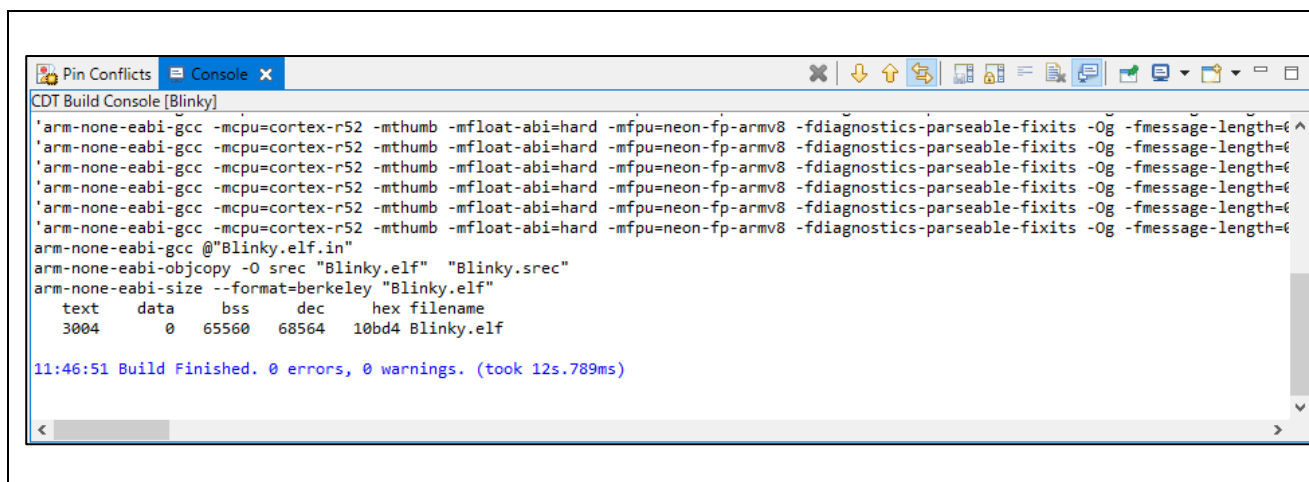 Pin Conflicts Console
CDT Build Console [Blinky]
'arm-none-eabi-gcc -mcpu=cortex-r52 -mthumb -mfloat-abi=hard -mfpu=neon-fp-armv8 -fdiagnostics-parseable-fixits -Og -fmessage-length=
'arm-none-eabi-gcc -mcpu=cortex-r52 -mthumb -mfloat-abi=hard -mfpu=neon-fp-armv8 -fdiagnostics-parseable-fixits -Og -fmessage-length=
'arm-none-eabi-gcc -mcpu=cortex-r52 -mthumb -mfloat-abi=hard -mfpu=neon-fp-armv8 -fdiagnostics-parseable-fixits -Og -fmessage-length=
'arm-none-eabi-gcc -mcpu=cortex-r52 -mthumb -mfloat-abi=hard -mfpu=neon-fp-armv8 -fdiagnostics-parseable-fixits -Og -fmessage-length=
'arm-none-eabi-gcc -mcpu=cortex-r52 -mthumb -mfloat-abi=hard -mfpu=neon-fp-armv8 -fdiagnostics-parseable-fixits -Og -fmessage-length=
'arm-none-eabi-gcc -mcpu=cortex-r52 -mthumb -mfloat-abi=hard -mfpu=neon-fp-armv8 -fdiagnostics-parseable-fixits -Og -fmessage-length=
arm-none-eabi-gcc @"Blinky.elf.in"
arm-none-eabi-objcopy -O srec "Blinky.elf"  "Blinky.srec"
arm-none-eabi-size --format=berkeley "Blinky.elf"
   text    data     bss     dec     hex filename
   3004       0   65560   68564   10bd4 Blinky.elf
11:46:51 Build Finished. 0 errors, 0 warnings. (took 12s.789ms)